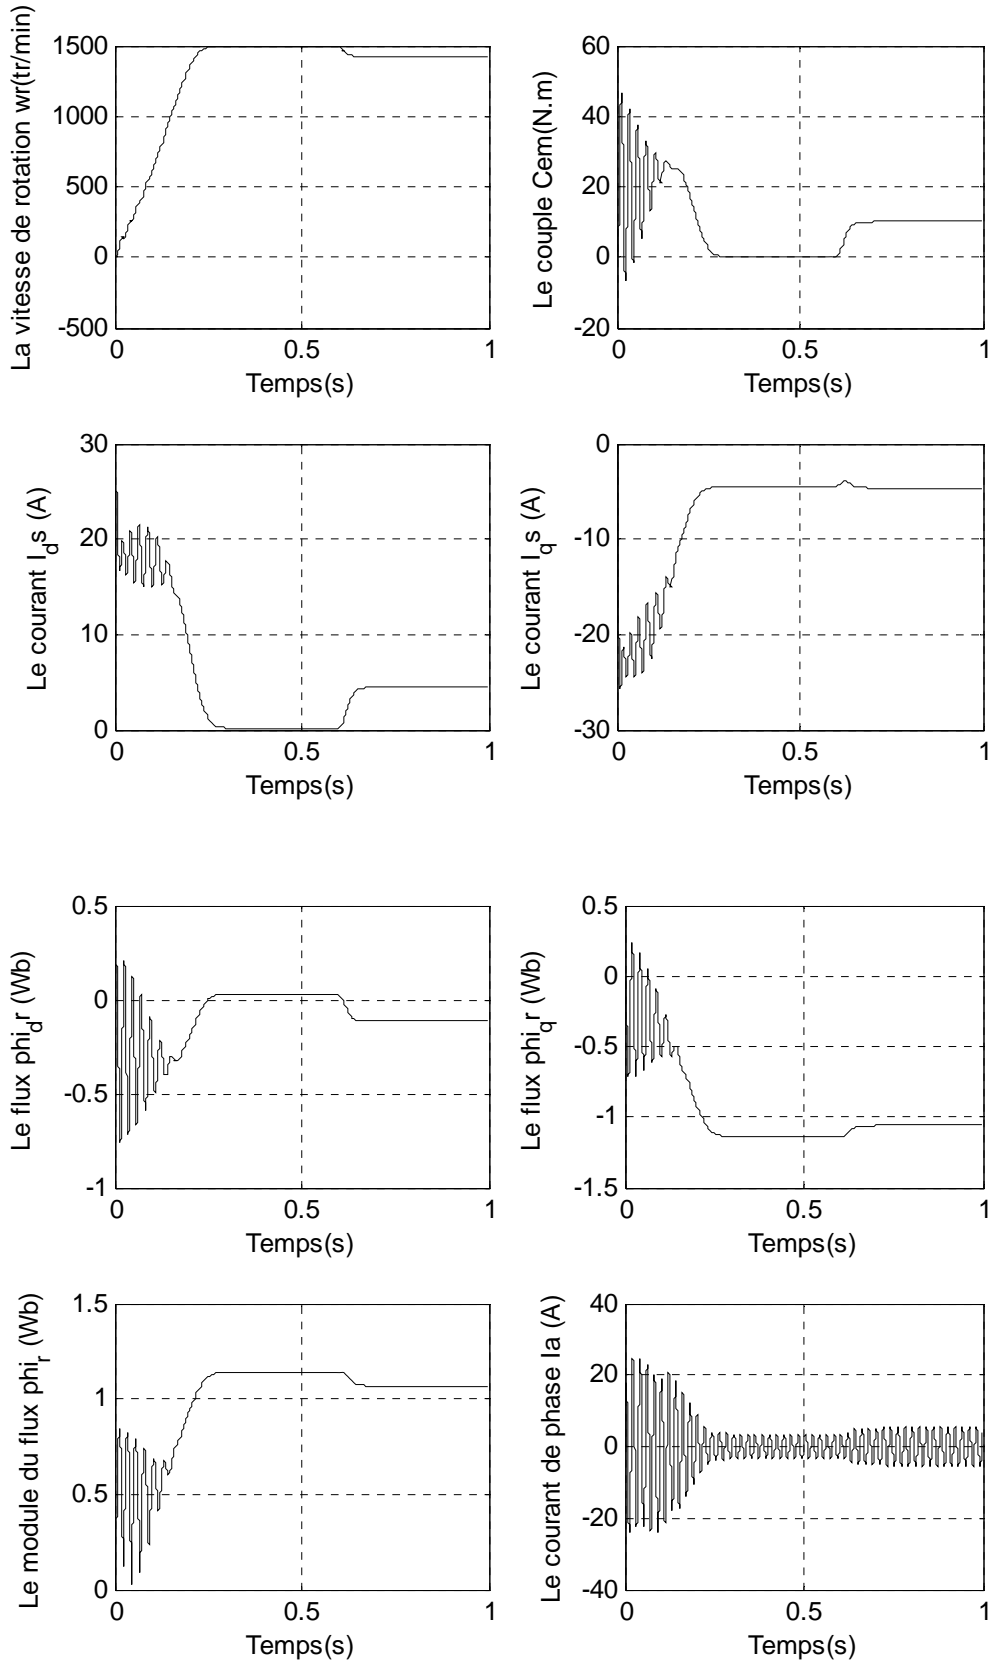 La vitesse de rotation wr(tr/min)
1500
1000
500
0
-500
0 0.5 1
Temps(s)
Le couple Cem(N.m)
60
40
20
0
-20
0 0.5 1
Temps(s)
Le courant I_ds (A)
30
20
10
0
0 0.5 1
Temps(s)
Le courant I_qs (A)
0
-10
-20
-30
0 0.5 1
Temps(s)
Le flux phi_dr (Wb)
0.5
0
-0.5
-1
0 0.5 1
Temps(s)
Le flux phi_qr (Wb)
0.5
0
-0.5
-1
-1.5
0 0.5 1
Temps(s)
Le module du flux phi_r (Wb)
1.5
1
0.5
0
0 0.5 1
Temps(s)
Le courant de phase Ia (A)
40
20
0
-20
-40
0 0.5 1
Temps(s)